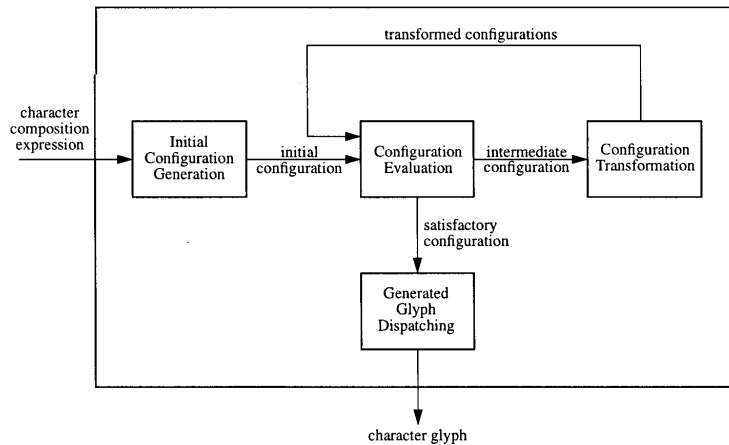 transformed configurations
character
composition
expression
Initial
Configuration
Generation
initial
configuration
Configuration
Evaluation
intermediate
configuration
Configuration
Transformation
satisfactory
configuration
Generated
Glyph
Dispatching
character glyph